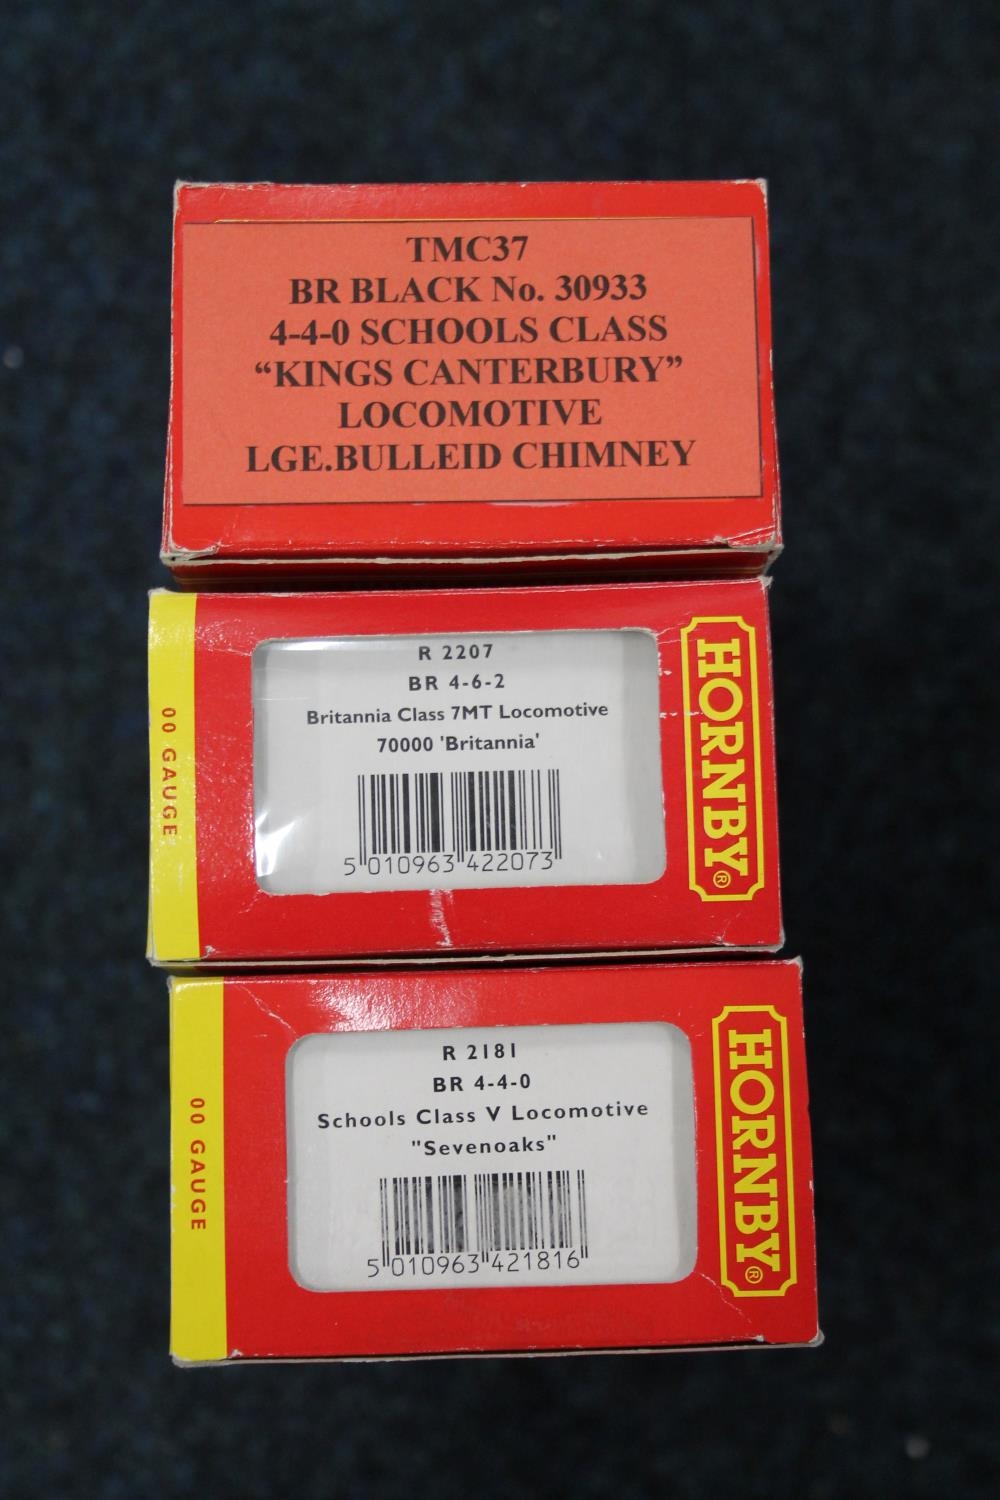 TMC37
BR BLACK No. 30933
4-4-0 SCHOOLS CLASS
“KINGS CANTERBURY”
LOCOMOTIVE
LGE.BULLEID CHIMNEY
00 GAUGE
R 2207
BR 4-6-2
Britannia Class 7MT Locomotive
70000 'Britannia'
5 010963 422073
HORNBY®
00 GAUGE
R 2181
BR 4-4-0
Schools Class V Locomotive
"Sevenoaks"
5 010963 421816
HORNBY®